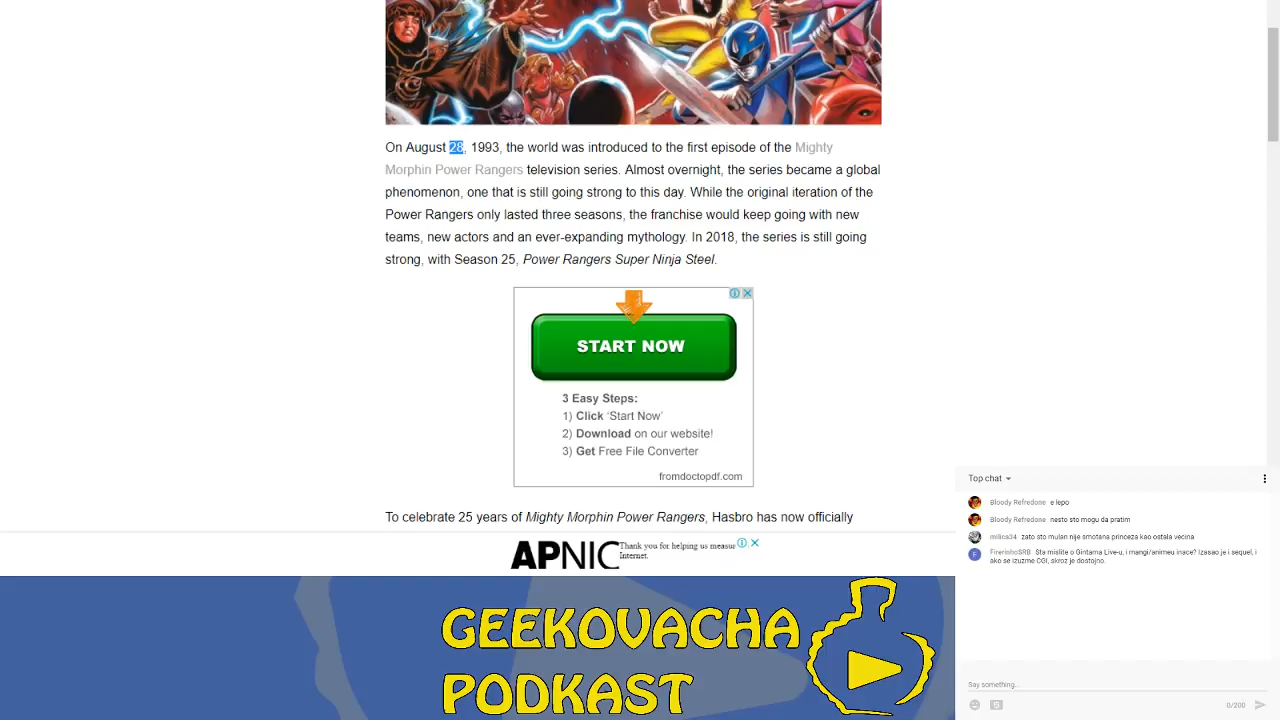 On August 28, 1993, the world was introduced to the first episode of the Mighty
Morphin Power Rangers television series. Almost overnight, the series became a global
phenomenon, one that is still going strong to this day. While the original iteration of the
Power Rangers only lasted three seasons, the franchise would keep going with new
teams, new actors and an ever-expanding mythology. In 2018, the series is still going
strong, with Season 25, Power Rangers Super Ninja Steel.
START NOW
3 Easy Steps:
1) Click ‘Start Now’
2) Download on our website!
3) Get Free File Converter
fromdoctopdf.com
To celebrate 25 years of Mighty Morphin Power Rangers, Hasbro has now officially
APNIC
Thank you for helping us measu
Internet.
GEEKOVACHA
PODKAST
Top chat
Bloody Refredone e lepo
Bloody Refredone nesto sto mogu da pratim
milica34 zato sto mulan nije smotana princeza kao ostala vecina
F
FirerishoSRB Sta mislite o Gintama Live-u, i mangi/animeu inace? Izasao je i sequel, i
ako se izuzme CGI, skroz je dostojno.
Say something...
0/200